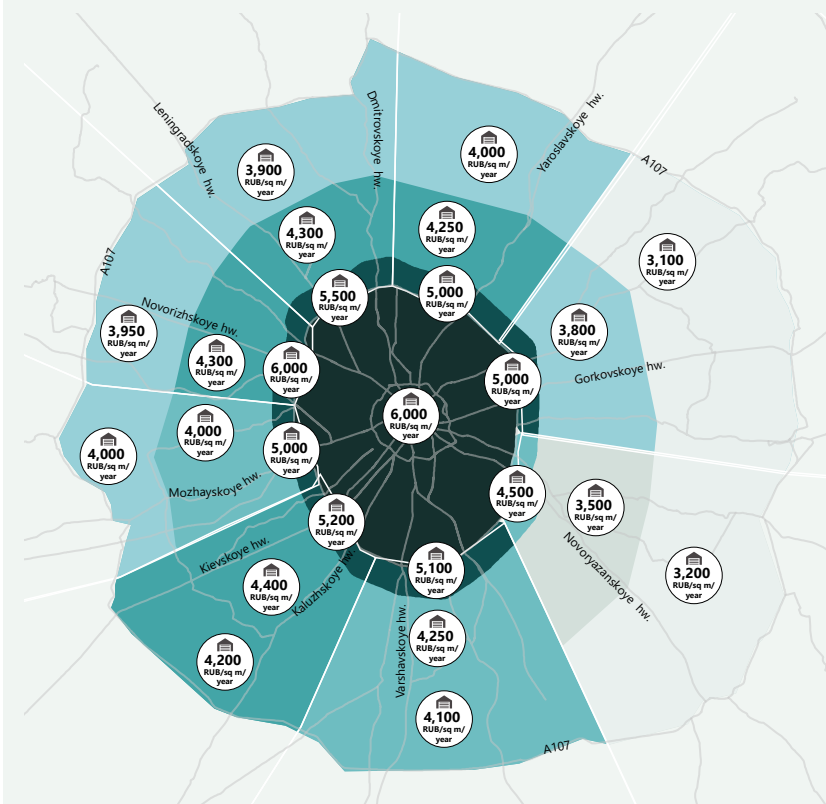 Leningradskoye hw.
Dmitrovskoye hw.
Yaroslavskoye hw.
4,000
RUB/sq m/
year
A107
3,900
RUB/sq m/
year
4,300
RUB/sq m/
year
4,250
RUB/sq m/
year
3,100
RUB/sq m/
year
A107
5,500
RUB/sq m/
year
5,000
RUB/sq m/
year
Novorizhskoye hw.
3,950
RUB/sq m/
year
3,800
RUB/sq m/
year
4,300
RUB/sq m/
year
6,000
RUB/sq m/
year
5,000
RUB/sq m/
year
Gorkovskoye hw.
6,000
RUB/sq m/
year
4,000
RUB/sq m/
year
4,000
RUB/sq m/
year
5,000
RUB/sq m/
year
Mozhayskoye hw.
4,500
RUB/sq m/
year
3,500
RUB/sq m/
year
5,200
RUB/sq m/
year
Kievskoye hw.
Kaluzhskoye hw.
5,100
RUB/sq m/
year
Novoryazanskoye hw.
3,200
RUB/sq m/
year
4,400
RUB/sq m/
year
Varshavskoye hw.
4,250
RUB/sq m/
year
4,200
RUB/sq m/
year
4,100
RUB/sq m/
year
A107